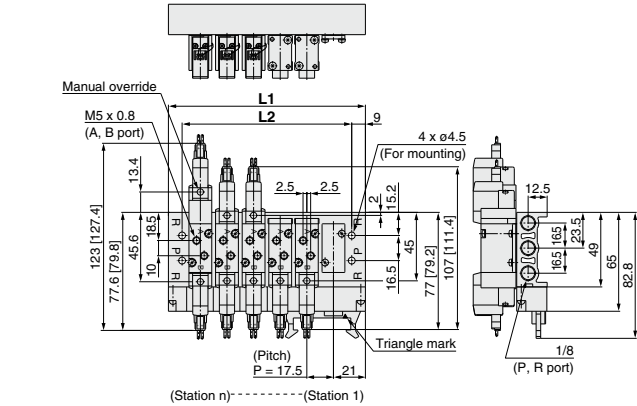 Manual override
L1
M5 x 0.8
(A, B port)
L2
9
4 x ø4.5
(For mounting)
13.4
2.5
2.5
2
15.2
12.5
123 [127.4]
77.6 [79.8]
45.6
18.5
10
R
P
R
R
P
R
16.5
45
77 [79.2]
107 [111.4]
16.5
16.5
23.5
49
65
82.8
Triangle mark
1/8
(P, R port)
(Pitch)
P = 17.5
21
(Station n)
(Station 1)